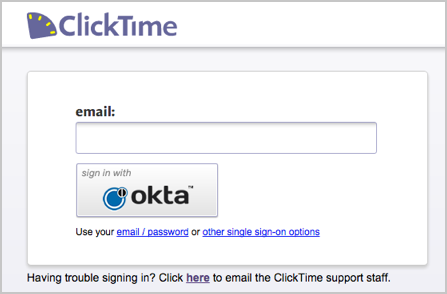 ClickTime
email:
sign in with
okta™
Use your email / password or other single sign-on options
Having trouble signing in? Click here to email the ClickTime support staff.